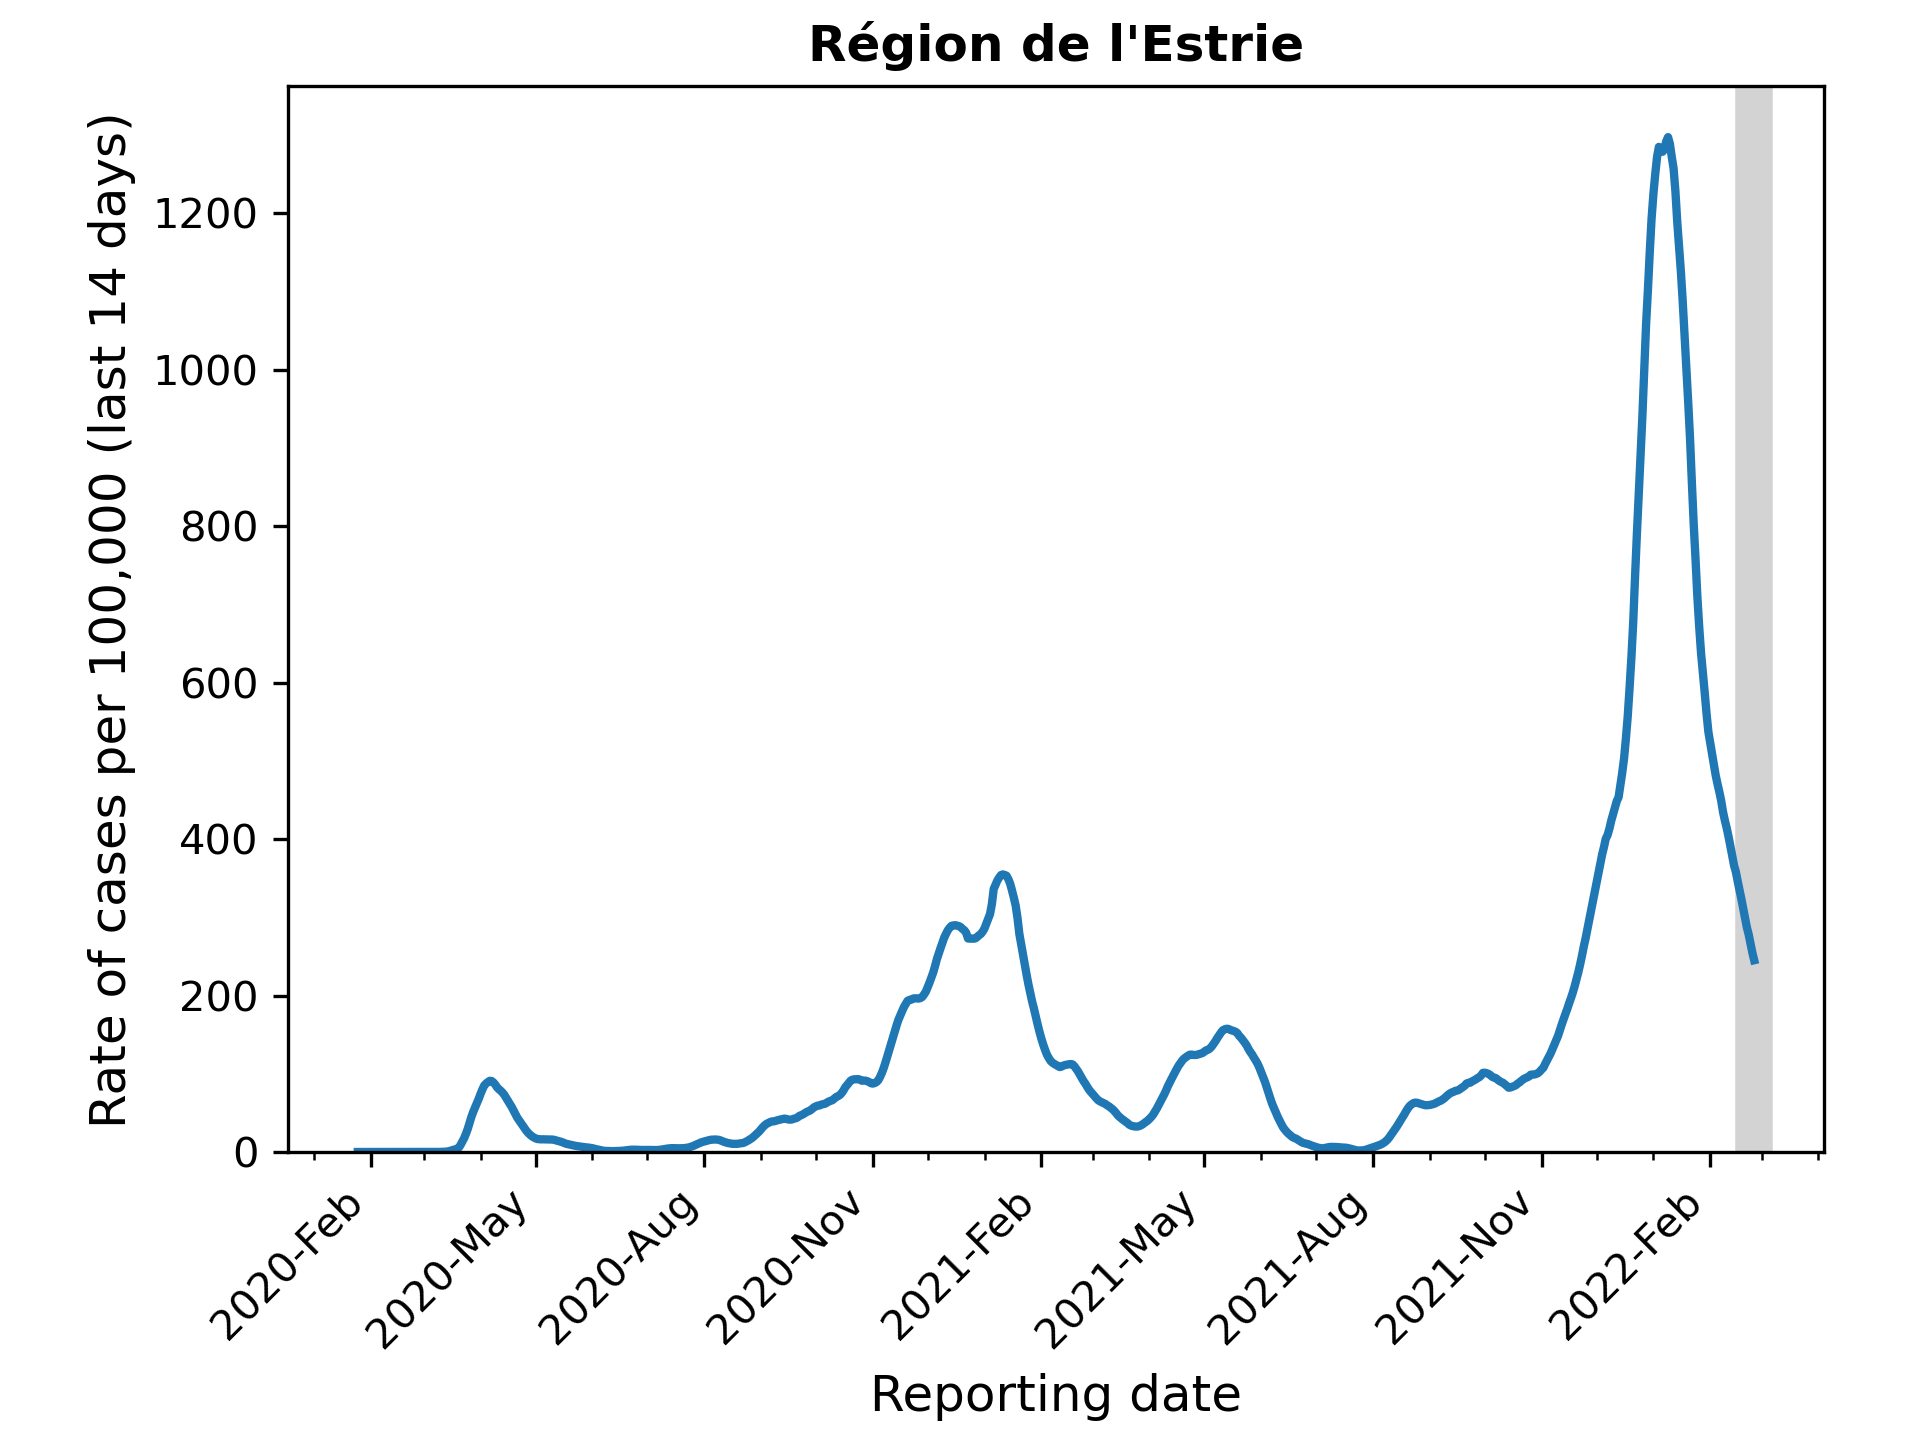 Région de l'Estrie
Rate of cases per 100,000 (last 14 days)
1200
1000
800
600
400
200
0
2020-Feb
2020-May
2020-Aug
2020-Nov
2021-Feb
2021-May
2021-Aug
2021-Nov
2022-Feb
Reporting date